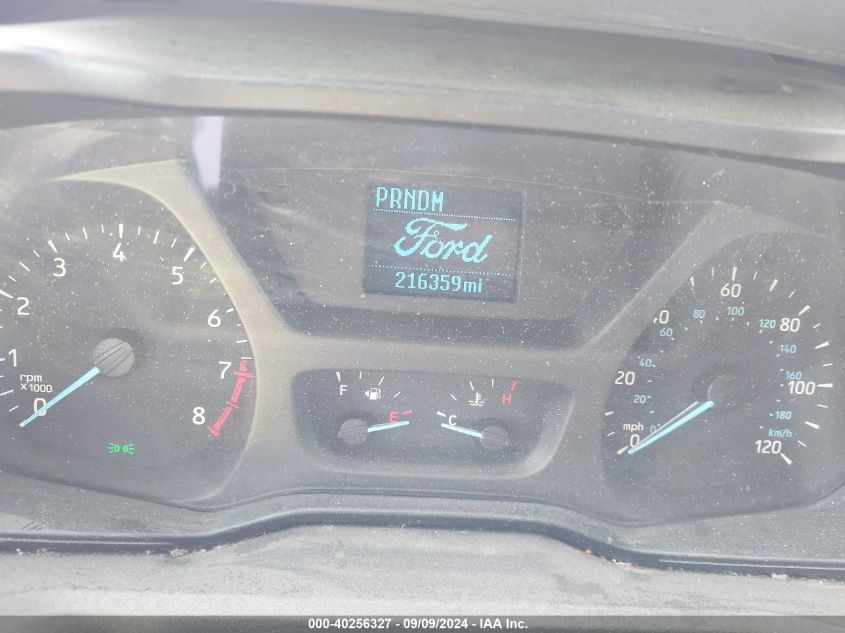 PRNDM
Ford
216359mi
0 1 2 3 4 5 6 7 8
rpm
x1000
F E
C H
0 20 40 60 80 100 120
mph
0 20 40 60 80 100 120 140 160 180
km/h
000-40256327 - 09/09/2024 - IAA Inc.